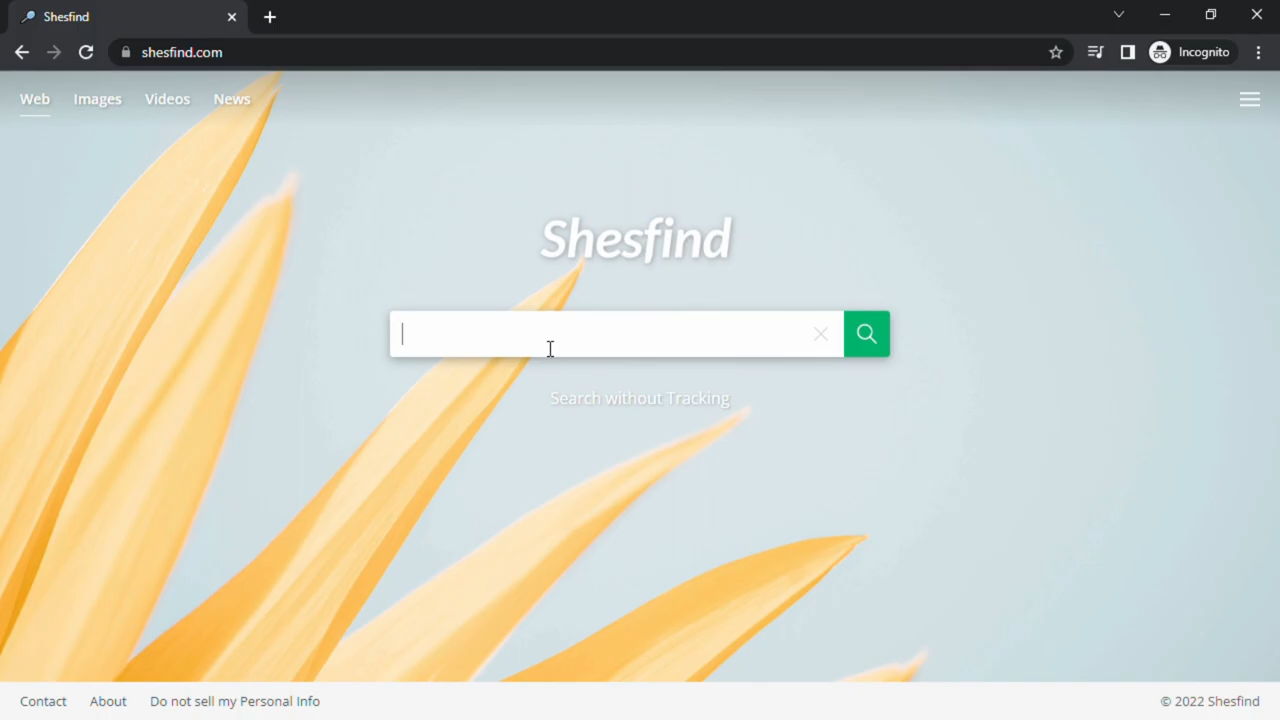 Shesfind
shesfind.com
Incognito
Web Images Videos News
Shesfind
Search without Tracking
Contact About Do not sell my Personal Info © 2022 Shesfind